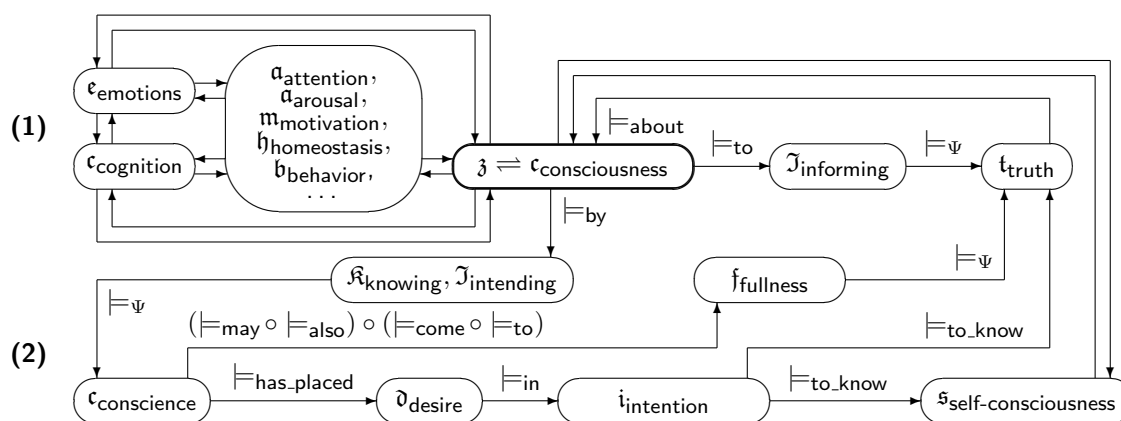 𝔞attention,
𝔢emotions
𝔞arousal,
(1)
𝔪motivation,
⊨about
𝔥homeostasis,
⊨to
⊨Ψ
𝔠cognition
𝔷 ⇌ 𝔠consciousness
ℑinforming
𝔱truth
𝔟behavior,
...
⊨by
𝔎knowing, ℑintending
𝔣fullness
⊨Ψ
⊨Ψ
(⊨may ∘ ⊨also) ∘ (⊨come ∘ ⊨to)
⊨to_know
(2)
⊨has_placed
⊨in
⊨to_know
𝔠conscience
𝔡desire
𝔦intention
𝔰self-consciousness